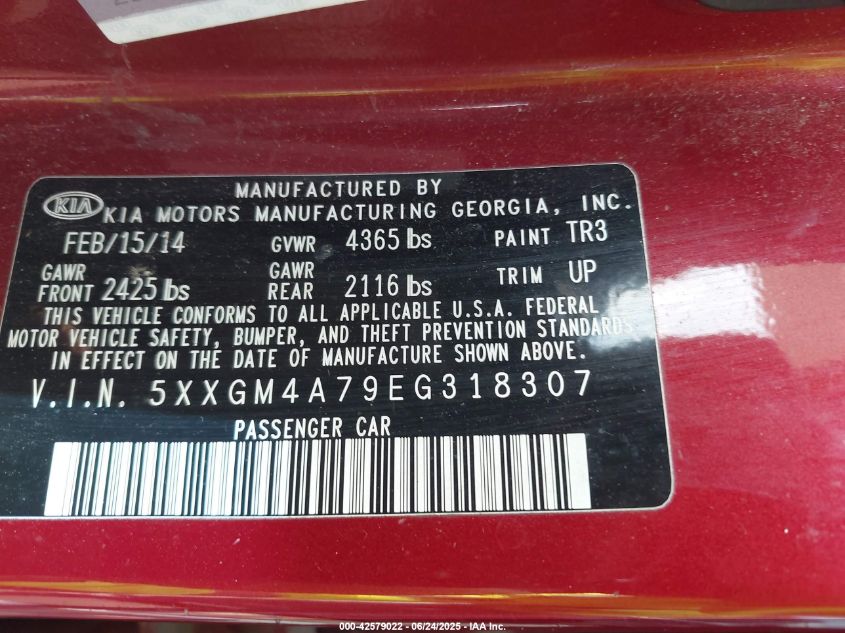 MANUFACTURED BY
KIA KIA MOTORS MANUFACTURING GEORGIA, INC.
FEB/15/14 GVWR 4365 lbs PAINT TR3
GAWR FRONT 2425 lbs GAWR REAR 2116 lbs TRIM UP
THIS VEHICLE CONFORMS TO ALL APPLICABLE U.S.A. FEDERAL
MOTOR VEHICLE SAFETY, BUMPER, AND THEFT PREVENTION STANDARDS
IN EFFECT ON THE DATE OF MANUFACTURE SHOWN ABOVE.
V.I.N. 5XXGM4A79EG318307
PASSENGER CAR
000-42579022 - 06/24/2025 - IAA Inc.